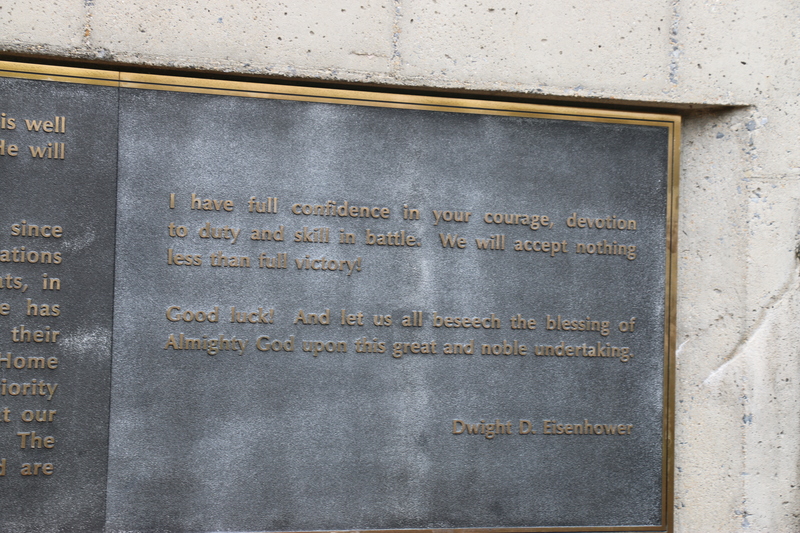 is well
He will
since
ations
ts, in
e has
their
Home
iority
t our
The
d are
I have full confidence in your courage, devotion
to duty and skill in battle. We will accept nothing
less than full victory!
Good luck! And let us all beseech the blessing of
Almighty God upon this great and noble undertaking.
Dwight D. Eisenhower